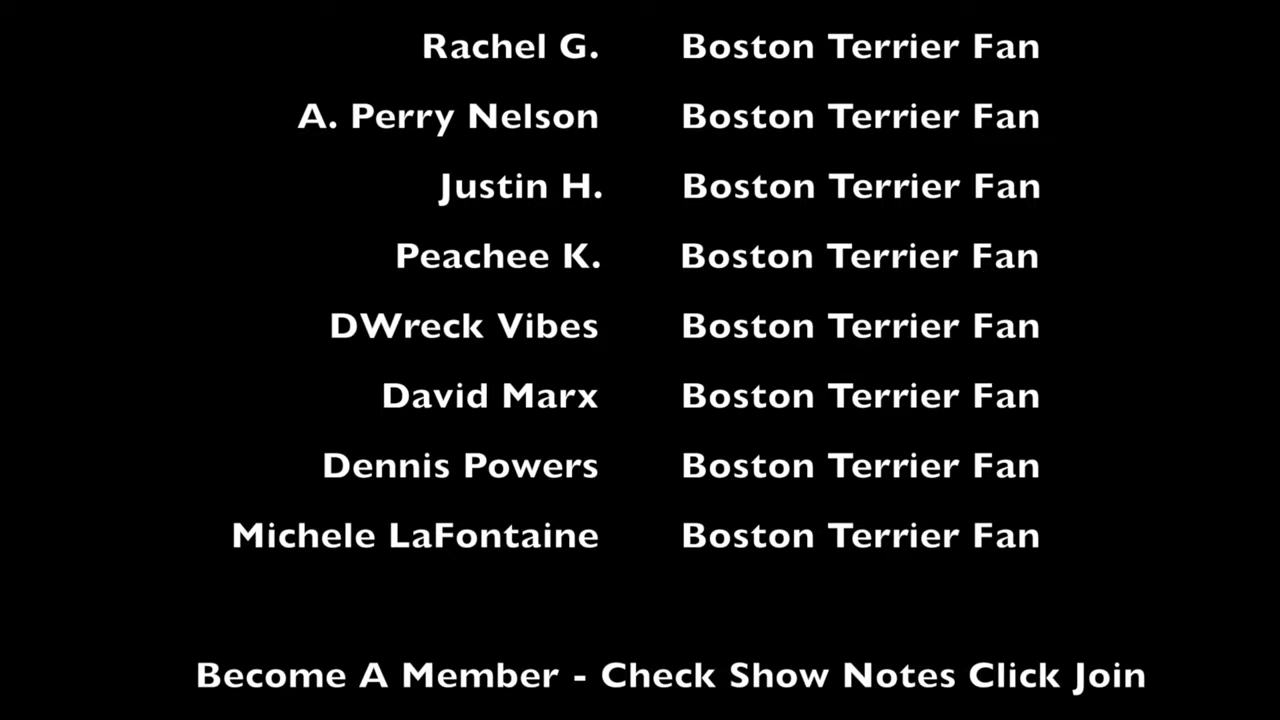 Rachel G. Boston Terrier Fan
A. Perry Nelson Boston Terrier Fan
Justin H. Boston Terrier Fan
Peachee K. Boston Terrier Fan
DWreck Vibes Boston Terrier Fan
David Marx Boston Terrier Fan
Dennis Powers Boston Terrier Fan
Michele LaFontaine Boston Terrier Fan
Become A Member - Check Show Notes Click Join